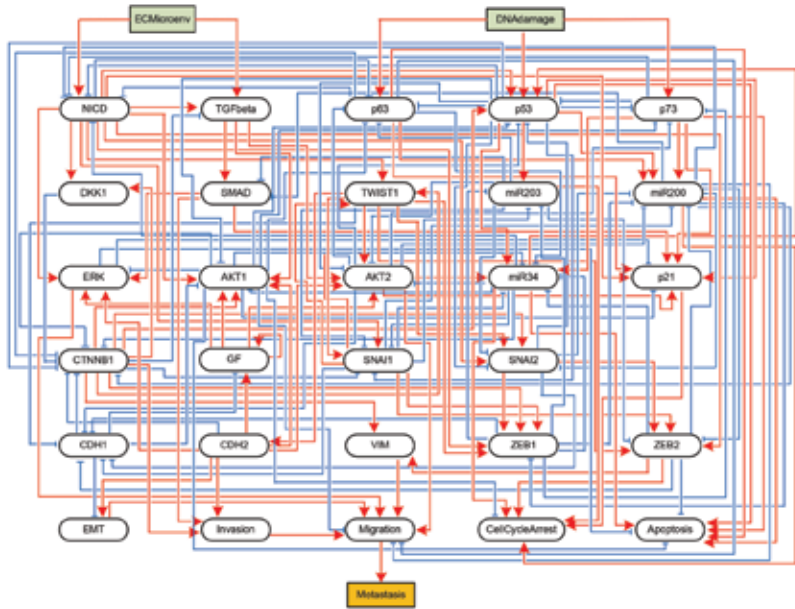 ECMicroenv DNAdamage
NICD TGFbeta p63 p53 p73
DKK1 SMAD TWIST1 miR203 miR200
ERK AKT1 AKT2 miR34 p21
CTNNB1 GF SNAI1 SNAI2
CDH1 CDH2 VIM ZEB1 ZEB2
EMT Invasion Migration CellCycleArrest Apoptosis
Metastasis